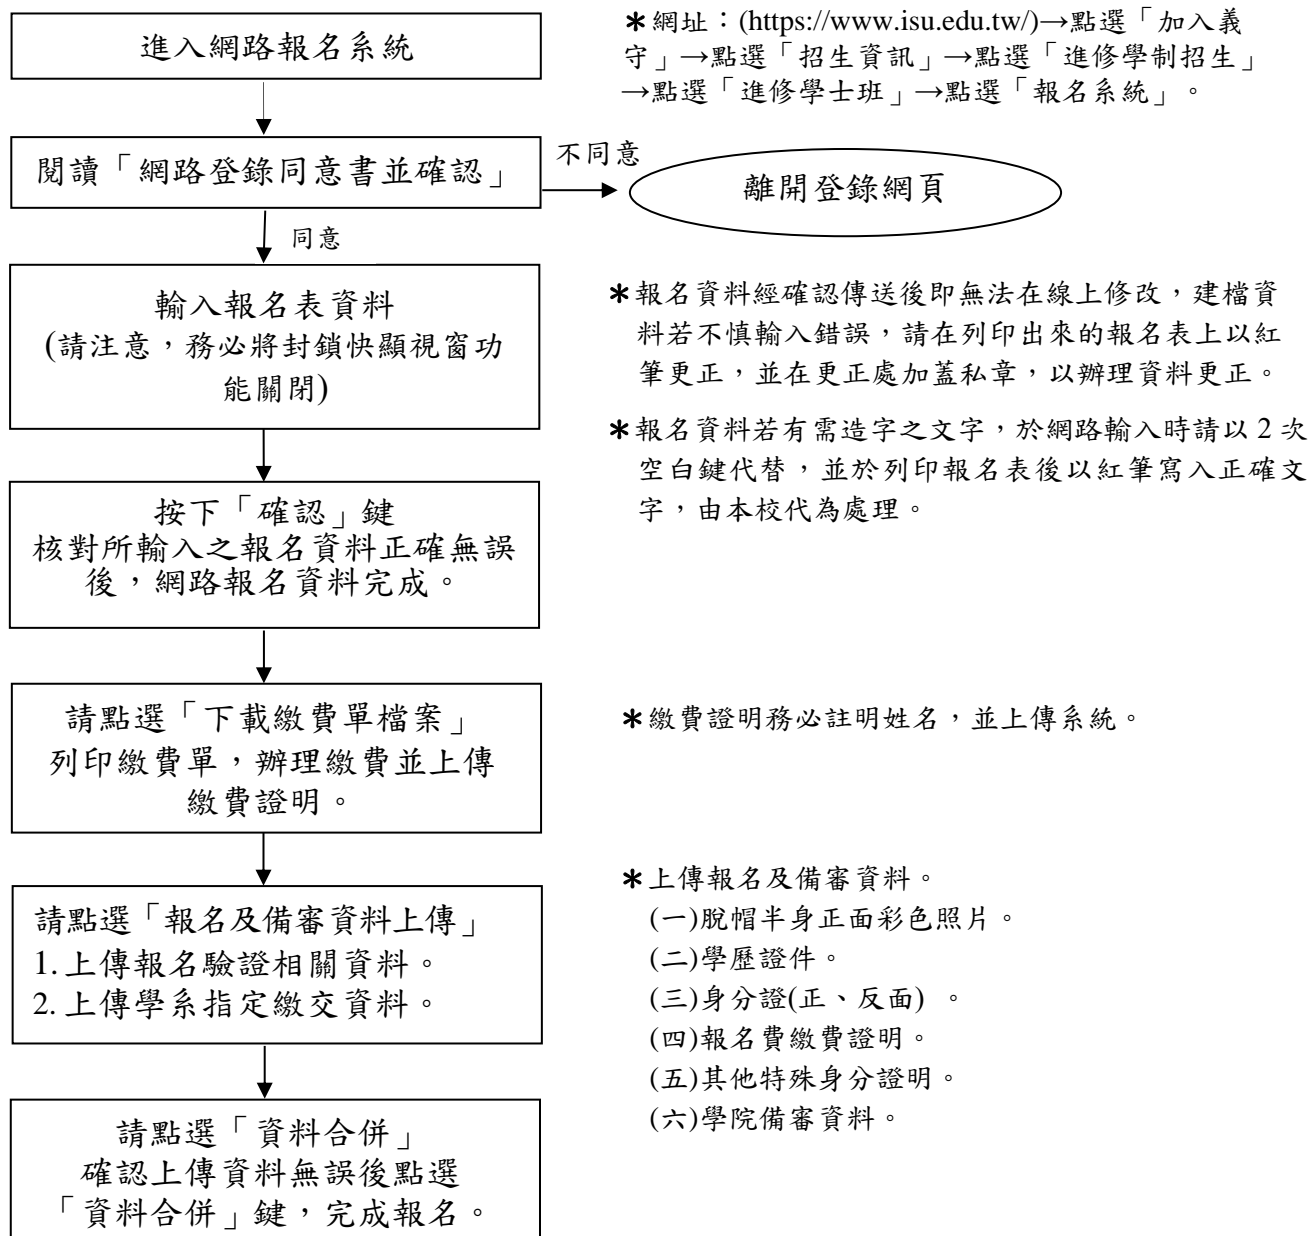 進入網路報名系統
＊網址：(https://www.isu.edu.tw/)→點選「加入義
守」→點選「招生資訊」→點選「進修學制招生」
→點選「進修學士班」→點選「報名系統」。
閱讀「網路登錄同意書並確認」
不同意
離開登錄網頁
同意
輸入報名表資料
(請注意，務必將封鎖快顯視窗功
能關閉)
＊報名資料經確認傳送後即無法在線上修改，建檔資
料若不慎輸入錯誤，請在列印出來的報名表上以紅
筆更正，並在更正處加蓋私章，以辦理資料更正。
＊報名資料若有需造字之文字，於網路輸入時請以 2 次
空白鍵代替，並於列印報名表後以紅筆寫入正確文
字，由本校代為處理。
按下「確認」鍵
核對所輸入之報名資料正確無誤
後，網路報名資料完成。
請點選「下載繳費單檔案」
列印繳費單，辦理繳費並上傳
繳費證明。
＊繳費證明務必註明姓名，並上傳系統。
請點選「報名及備審資料上傳」
1.上傳報名驗證相關資料。
2.上傳學系指定繳交資料。
＊上傳報名及備審資料。
(一)脫帽半身正面彩色照片。
(二)學歷證件。
(三)身分證(正、反面) 。
(四)報名費繳費證明。
(五)其他特殊身分證明。
(六)學院備審資料。
請點選「資料合併」
確認上傳資料無誤後點選
「資料合併」鍵，完成報名。